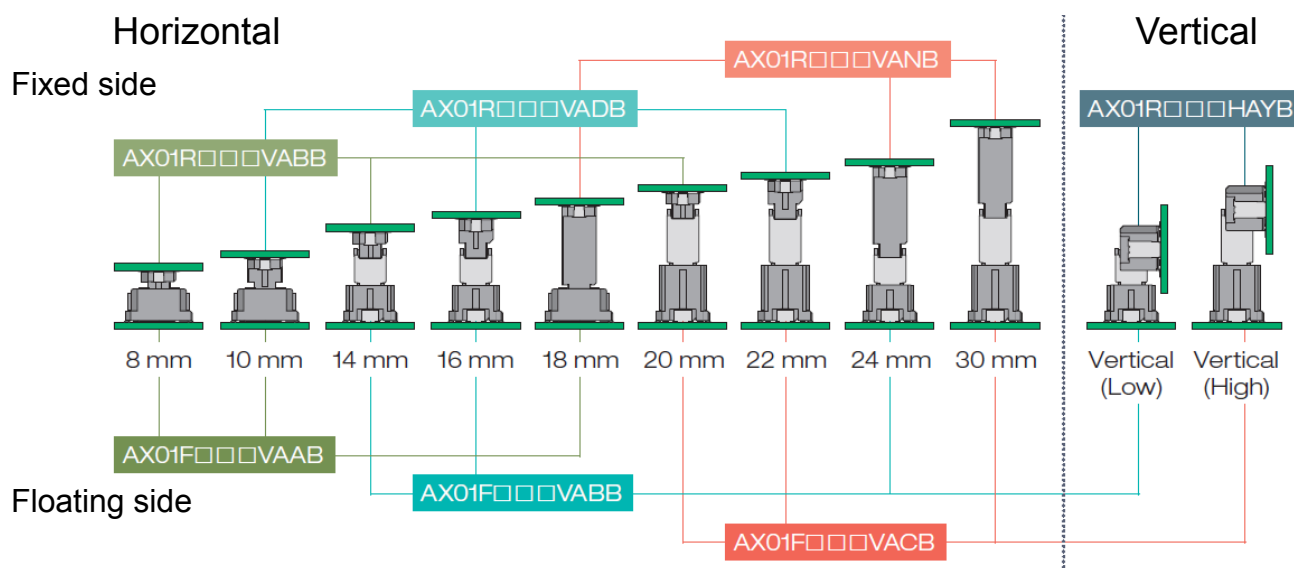 Horizontal
Vertical
Fixed side
AX01R□□□VANB
AX01R□□□VADB
AX01R□□□HAYB
AX01R□□□VABB
8 mm
10 mm
14 mm
16 mm
18 mm
20 mm
22 mm
24 mm
30 mm
Vertical
(Low)
Vertical
(High)
AX01F□□□VAAB
AX01F□□□VABB
Floating side
AX01F□□□VACB